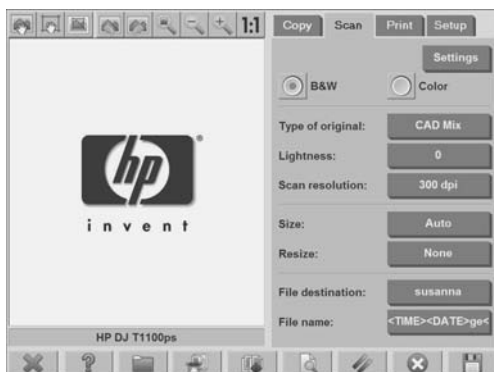 1:1
Copy Scan Print Setup
Settings
B&W Color
Type of original: CAD Mix
Lightness: 0
Scan resolution: 300 dpi
hp
invent
Size: Auto
Resize: None
File destination: susanna
File name: <TIME><DATE>ge<
HP DJ T1100ps